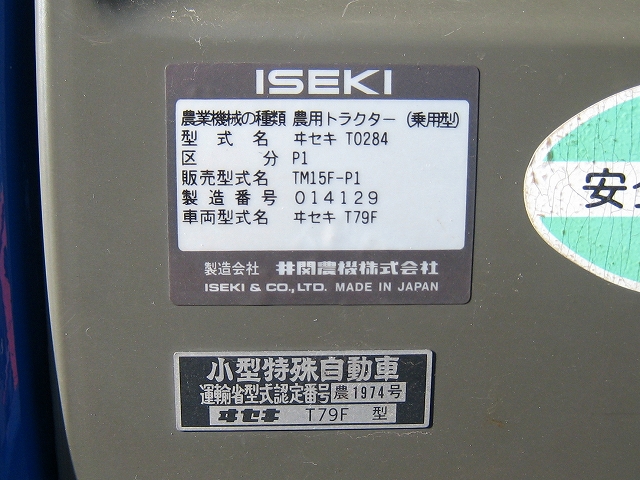 ISEKI
農業機械の種類 農用トラクター (乗用型)
型式名 ヰセキ T0284
区分 P1
販売型式名 TM15F-P1
製造番号 014129
車両型式名 ヰセキ T79F
製造会社 井関農機株式会社
ISEKI & CO., LTD. MADE IN JAPAN
安
小型特殊自動車
運輸省型式認定番号 農1974号
ヰセキ T79F 型